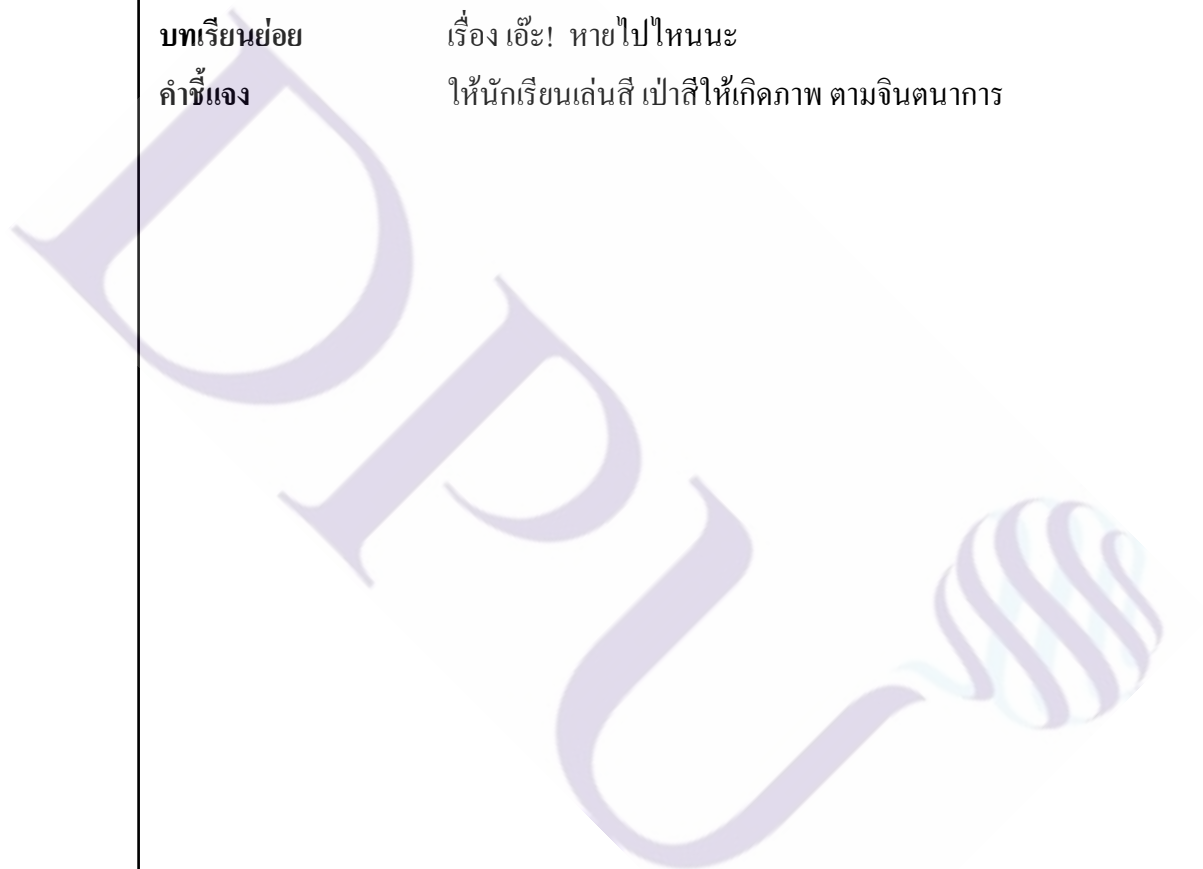 บทเรียนย่อย เรื่อง เอ๊ะ! หายไปไหนนะ
คำชี้แจง ให้นักเรียนเล่นสี เป่าสีให้เกิดภาพ ตามจินตนาการ
DPU